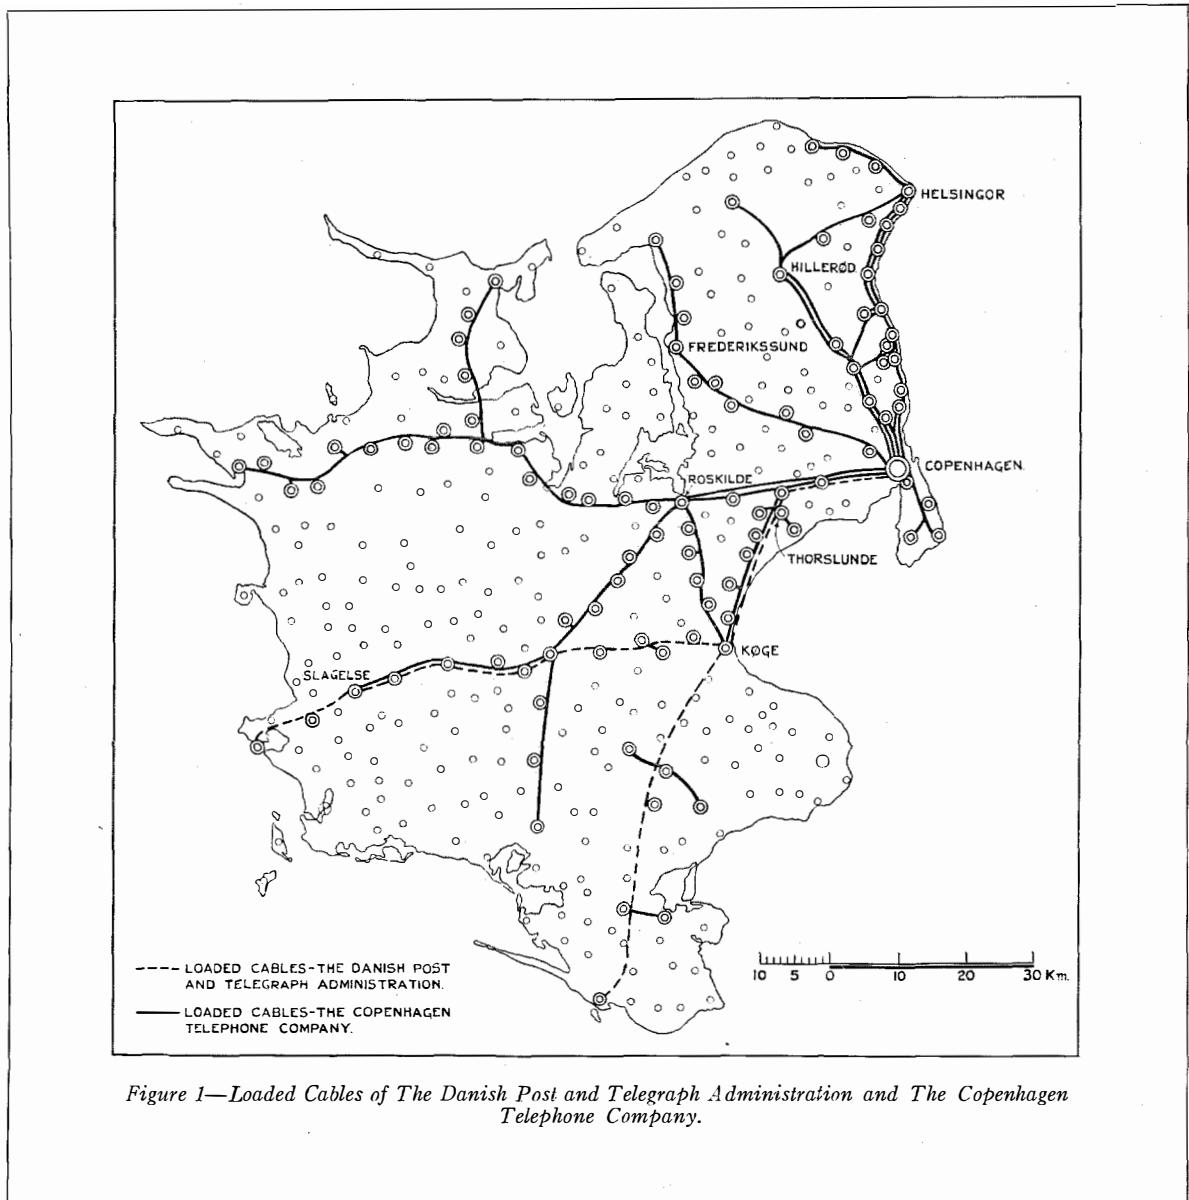 HELSINGOR
HILLERØD
FREDERIKSSUND
COPENHAGEN.
ROSKILDE
THORSLUNDE
KØGE
SLAGELSE
---- LOADED CABLES-THE DANISH POST
AND TELEGRAPH ADMINISTRATION.
—— LOADED CABLES-THE COPENHAGEN
TELEPHONE COMPANY.
10 5 0 10 20 30 Km.
Figure 1—Loaded Cables of The Danish Post and Telegraph Administration and The Copenhagen
Telephone Company.